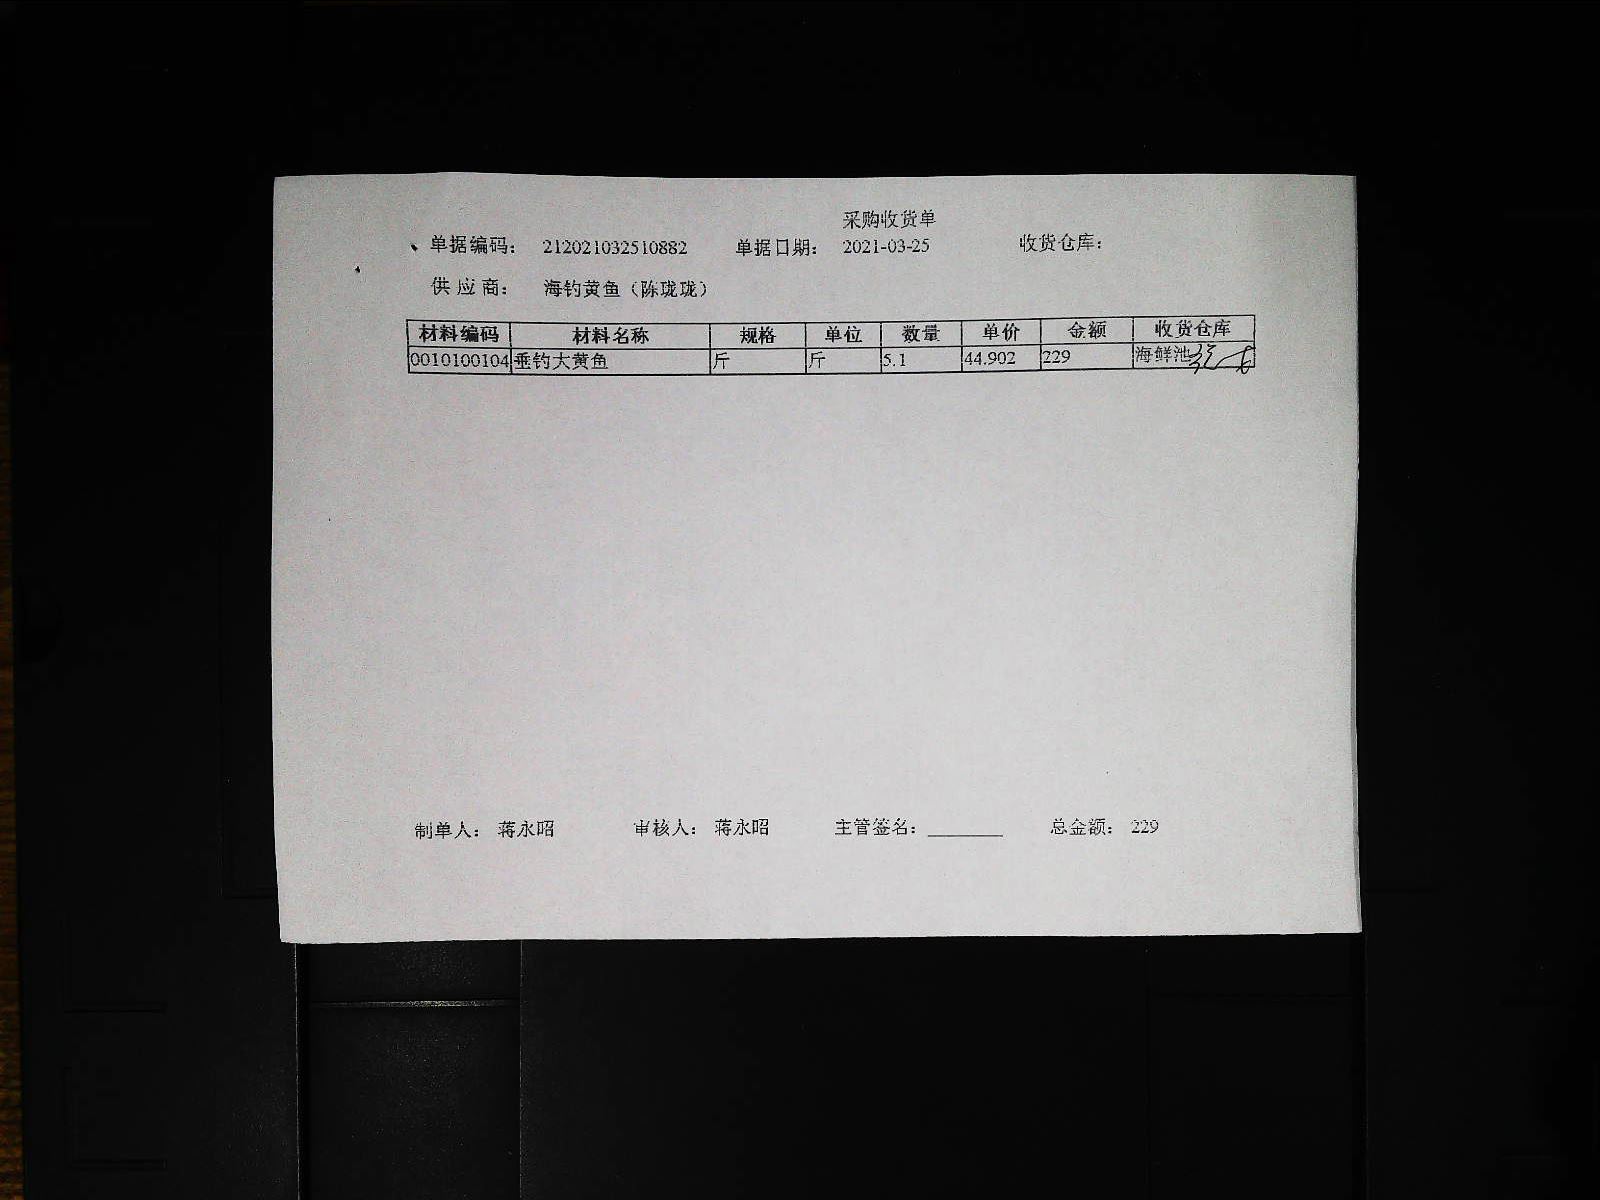 采购收货单
单据编码： 212021032510882 单据日期： 2021-03-25 收货仓库：
供 应 商： 海钓黄鱼（陈珑珑）
材料编码 材料名称 规格 单位 数量 单价 金额 收货仓库
0010100104 垂钓大黄鱼 斤 斤 5.1 44.902 229 海鲜池
制单人： 蒋永昭 审核人： 蒋永昭 主管签名： ________ 总金额： 229